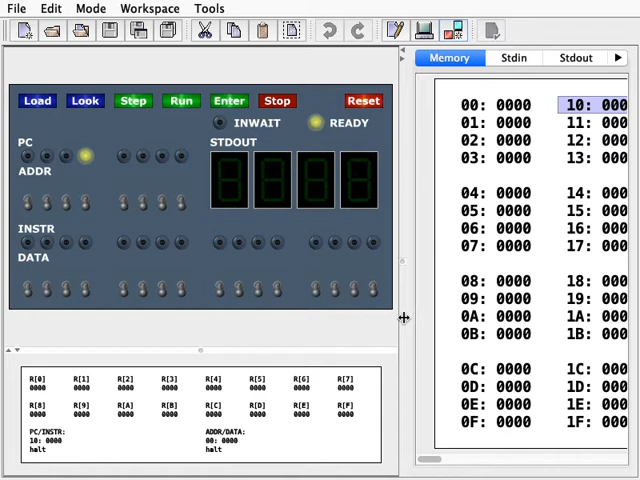 File Edit Mode Workspace Tools
Memory Stdin Stdout
Load Look Step Run Enter Stop Reset
INWAIT READY
PC
STDOUT
ADDR
INSTR
DATA
00: 0000 10: 000
01: 0000 11: 000
02: 0000 12: 000
03: 0000 13: 000
04: 0000 14: 000
05: 0000 15: 000
06: 0000 16: 000
07: 0000 17: 000
08: 0000 18: 000
09: 0000 19: 000
0A: 0000 1A: 000
0B: 0000 1B: 000
0C: 0000 1C: 000
0D: 0000 1D: 000
0E: 0000 1E: 000
0F: 0000 1F: 000
R[0] R[1] R[2] R[3] R[4] R[5] R[6] R[7]
0000 0000 0000 0000 0000 0000 0000 0000
R[8] R[9] R[A] R[B] R[C] R[D] R[E] R[F]
0000 0000 0000 0000 0000 0000 0000 0000
PC/INSTR: ADDR/DATA:
10: 0000 00: 0000
halt halt